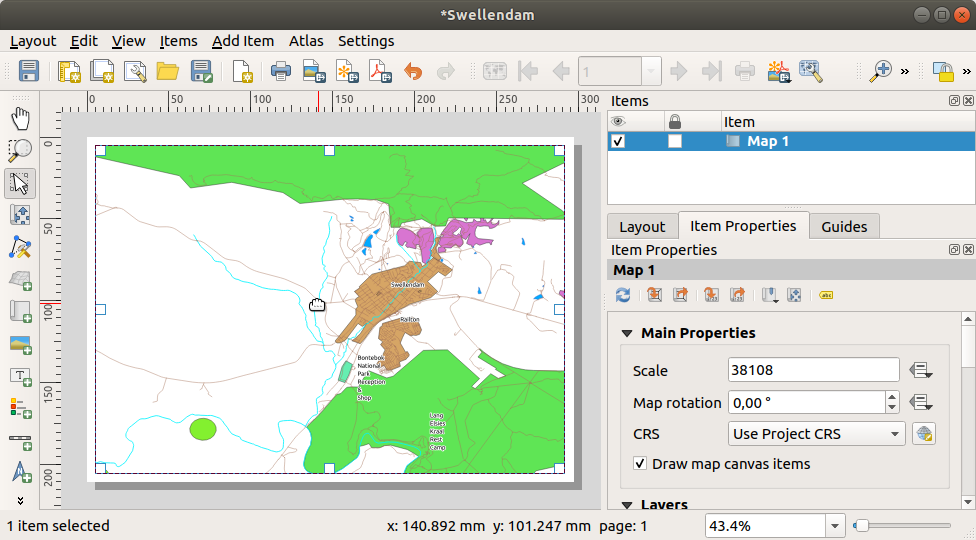 *Swellendam
Layout Edit View Items Add Item Atlas Settings
1
»
»
0 50 100 150 200 250 300
0
50
100
150
200
Swellendam
Railton
Bontebok
National
Park
Reception
&
Shop
Lang
Elsies
Kraal
Rest
Camp
»
Items
Item
Map 1
Layout Item Properties Guides
Item Properties
Map 1
abc
Main Properties
Scale 38108
Map rotation 0,00 °
CRS Use Project CRS
Draw map canvas items
Layers
1 item selected x: 140.892 mm y: 101.247 mm page: 1 43.4%